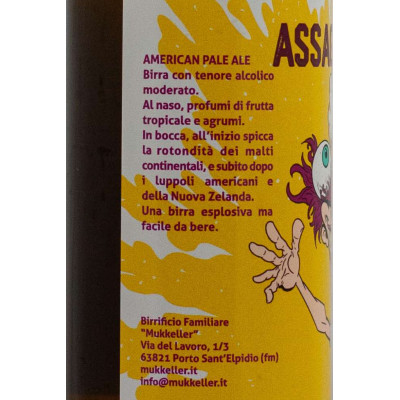 ASSA
AMERICAN PALE ALE
Birra con tenore alcolico
moderato.
Al naso, profumi di frutta
tropicale e agrumi.
In bocca, all'inizio spicca
la rotondità dei malti
continentali, e subito dopo
i luppoli americani e
della Nuova Zelanda.
Una birra esplosiva ma
facile da bere.
Birrificio Familiare
"Mukkeller"
Via del Lavoro, 1/3
63821 Porto Sant'Elpidio (fm)
mukkeller.it
info@mukkeller.it